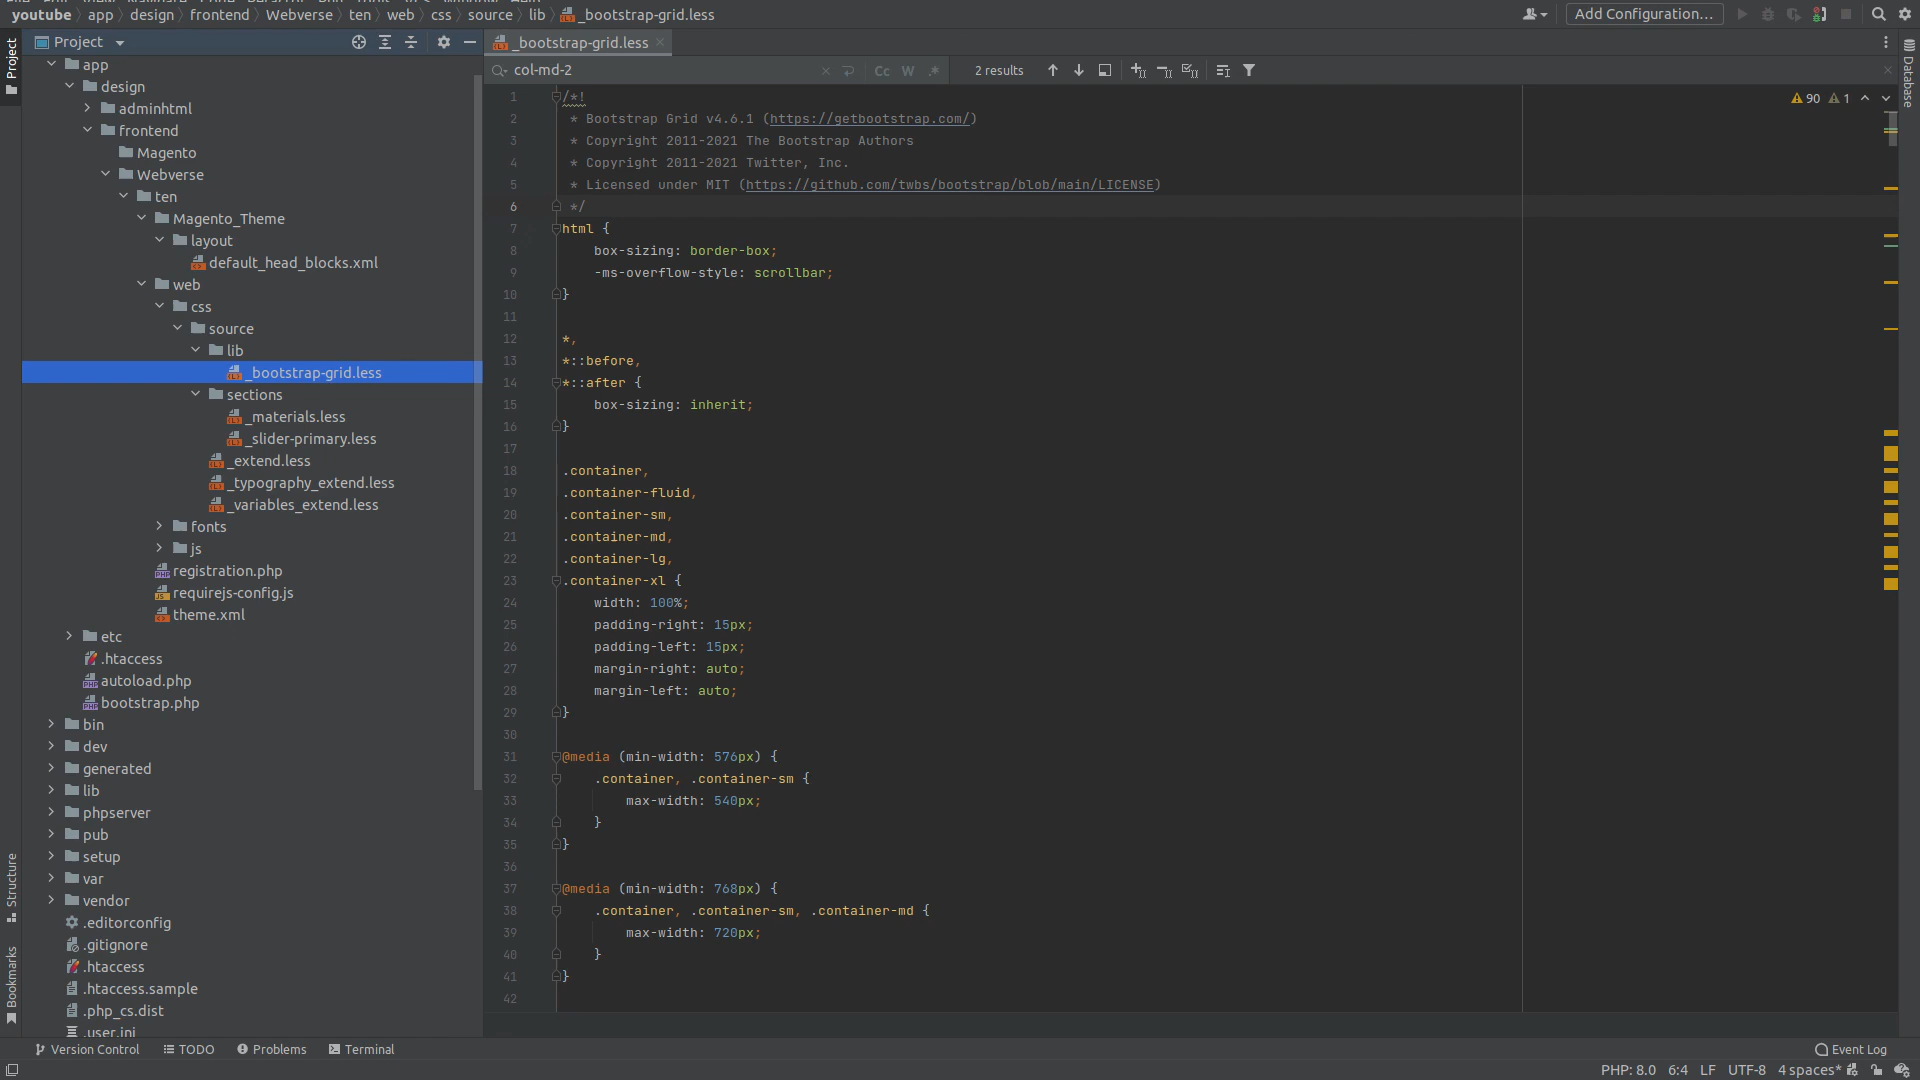 youtube app design frontend Webverse ten web css source lib _bootstrap-grid.less
Add Configuration...
Project
Project
_bootstrap-grid.less
col-md-2
Cc W .*
2 results
90 1
Database
app
design
adminhtml
frontend
Magento
Webverse
ten
Magento_Theme
layout
default_head_blocks.xml
web
css
source
lib
_bootstrap-grid.less
sections
_materials.less
_slider-primary.less
_extend.less
_typography_extend.less
_variables_extend.less
fonts
js
registration.php
requirejs-config.js
theme.xml
etc
.htaccess
autoload.php
bootstrap.php
bin
dev
generated
lib
phpserver
pub
setup
var
vendor
.editorconfig
.gitignore
.htaccess
.htaccess.sample
.php_cs.dist
.user.ini
Structure
Bookmarks
1 /*!
2 * Bootstrap Grid v4.6.1 (https://getbootstrap.com/)
3 * Copyright 2011-2021 The Bootstrap Authors
4 * Copyright 2011-2021 Twitter, Inc.
5 * Licensed under MIT (https://github.com/twbs/bootstrap/blob/main/LICENSE)
6 */
7 html {
8 box-sizing: border-box;
9 -ms-overflow-style: scrollbar;
10 }
11
12 *,
13 *::before,
14 *::after {
15 box-sizing: inherit;
16 }
17
18 .container,
19 .container-fluid,
20 .container-sm,
21 .container-md,
22 .container-lg,
23 .container-xl {
24 width: 100%;
25 padding-right: 15px;
26 padding-left: 15px;
27 margin-right: auto;
28 margin-left: auto;
29 }
30
31 @media (min-width: 576px) {
32 .container, .container-sm {
33 max-width: 540px;
34 }
35 }
36
37 @media (min-width: 768px) {
38 .container, .container-sm, .container-md {
39 max-width: 720px;
40 }
41 }
42
Version Control TODO Problems Terminal Event Log
PHP: 8.0 6:4 LF UTF-8 4 spaces*